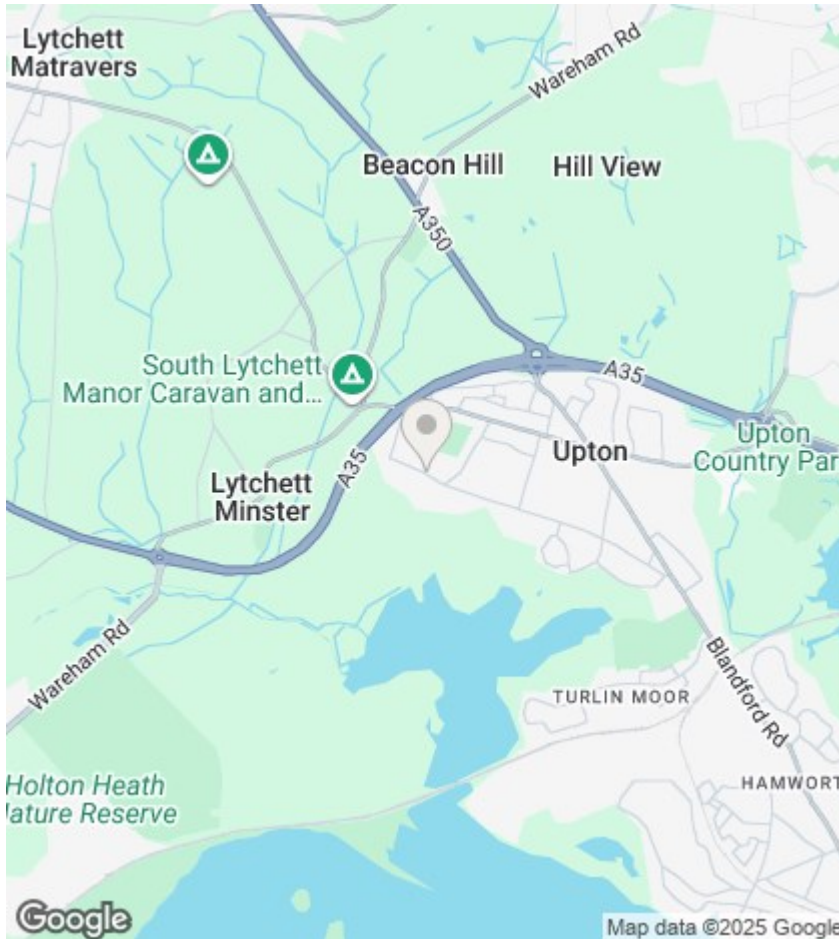 Lytchett
Matravers
Wareham Rd
Beacon Hill
Hill View
A350
South Lytchett
Manor Caravan and...
A35
Upton
Country Par
Upton
A35
Lytchett
Minster
Wareham Rd
Blandford Rd
TURLIN MOOR
HAMWORT
Holton Heath
Nature Reserve
Google
Map data ©2025 Google